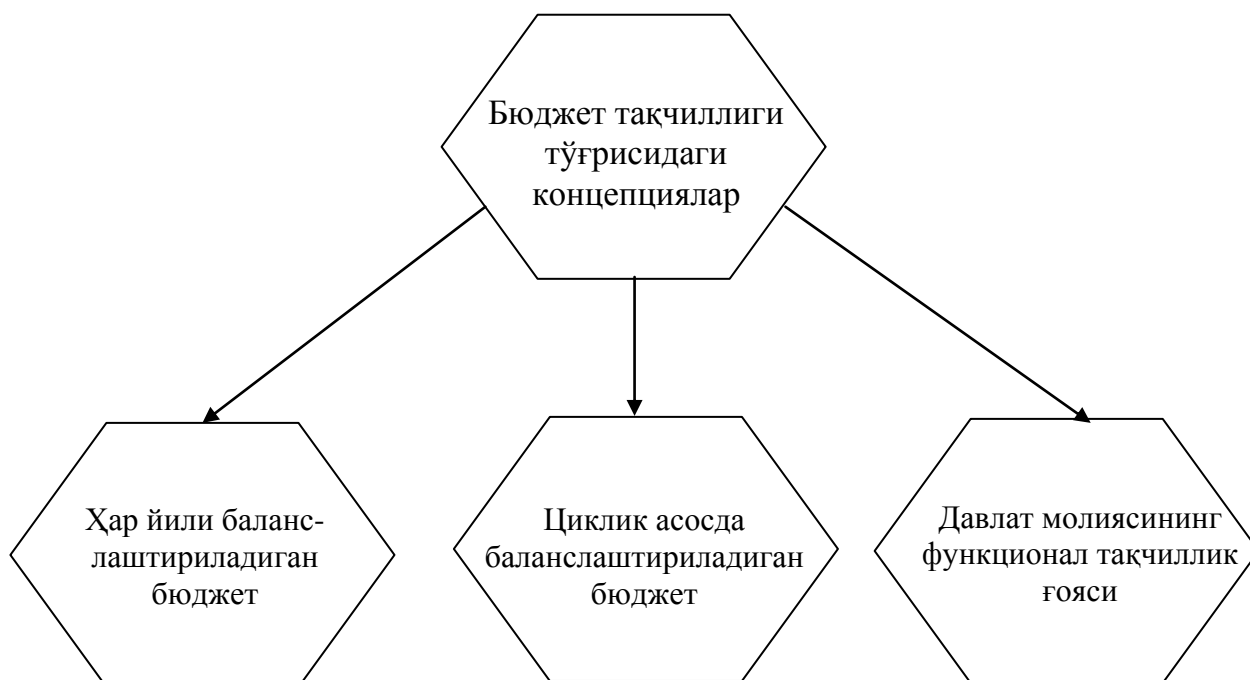 Бюджет тақчиллиги
тўғрисидаги
концепциялар
Ҳар йили баланс-
лаштириладиган
бюджет
Циклик асосда
баланслаштириладиган
бюджет
Давлат молиясининг
функционал тақчиллик
ғояси